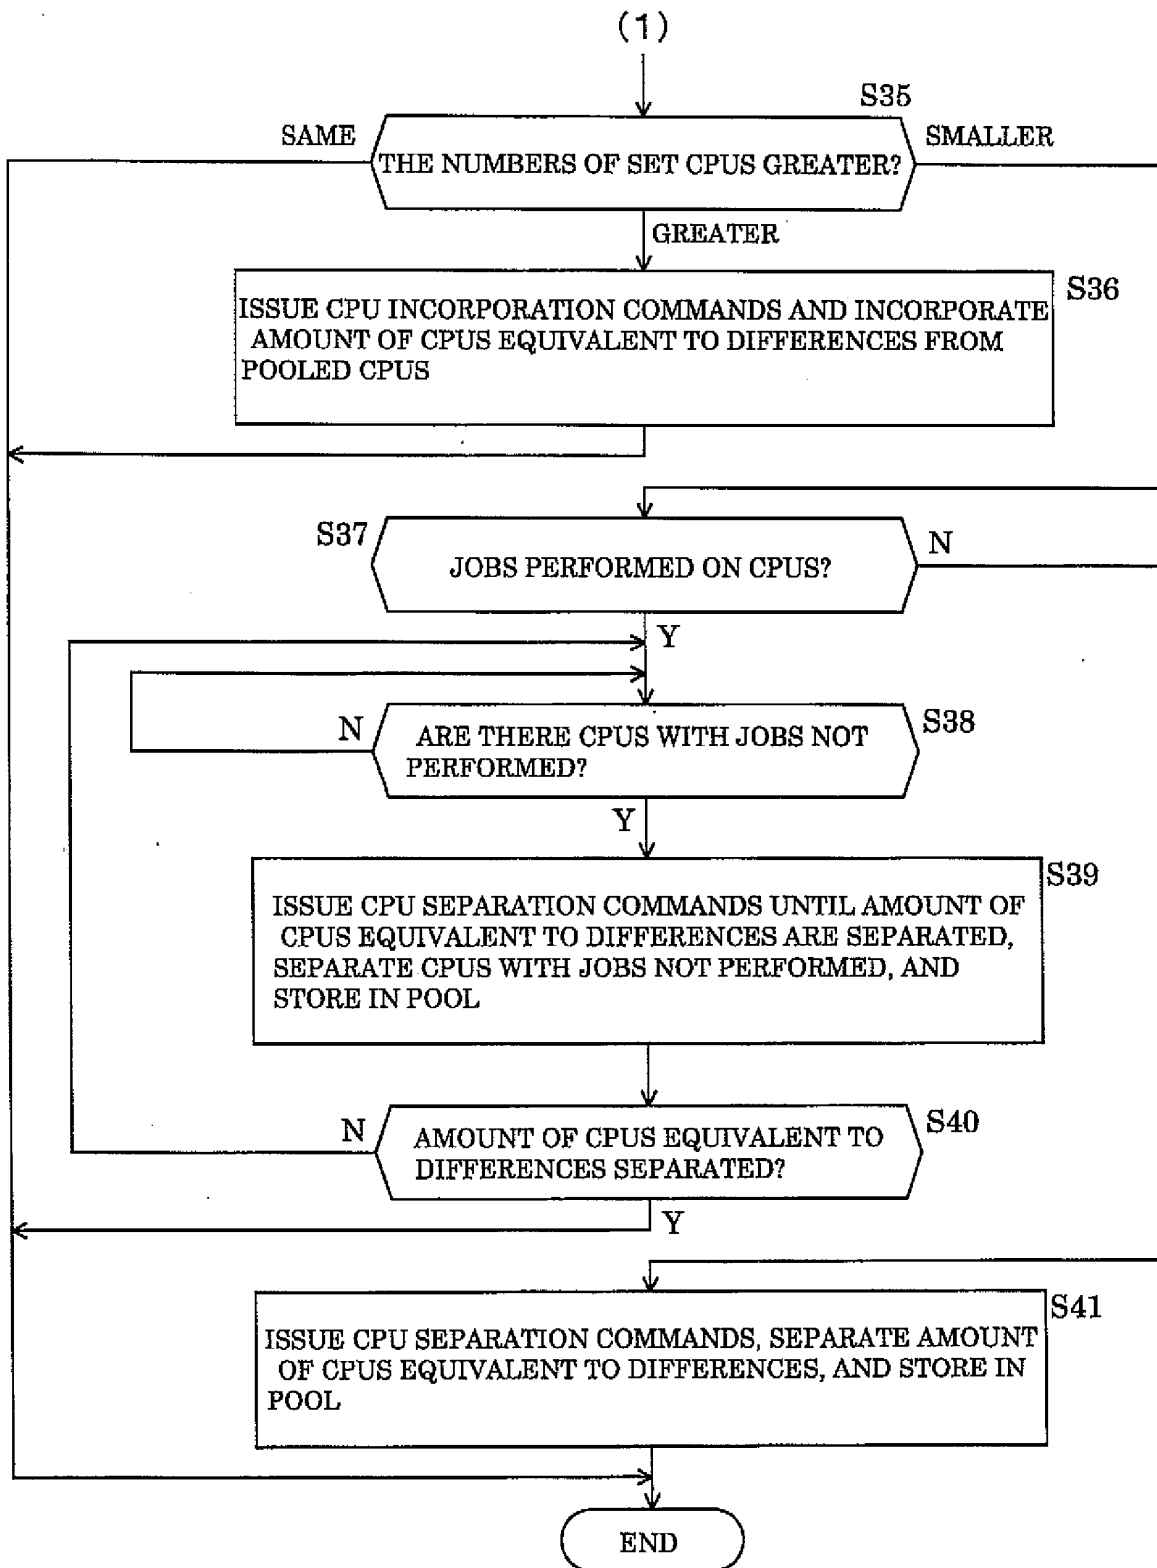 (1)
S35
SAME
SMALLER
THE NUMBERS OF SET CPUS GREATER?
GREATER
S36
ISSUE CPU INCORPORATION COMMANDS AND INCORPORATE
AMOUNT OF CPUS EQUIVALENT TO DIFFERENCES FROM
POOLED CPUS
S37
N
JOBS PERFORMED ON CPUS?
Y
S38
N
ARE THERE CPUS WITH JOBS NOT
PERFORMED?
Y
S39
ISSUE CPU SEPARATION COMMANDS UNTIL AMOUNT OF
CPUS EQUIVALENT TO DIFFERENCES ARE SEPARATED,
SEPARATE CPUS WITH JOBS NOT PERFORMED, AND
STORE IN POOL
S40
N
AMOUNT OF CPUS EQUIVALENT TO
DIFFERENCES SEPARATED?
Y
S41
ISSUE CPU SEPARATION COMMANDS, SEPARATE AMOUNT
OF CPUS EQUIVALENT TO DIFFERENCES, AND STORE IN
POOL
END